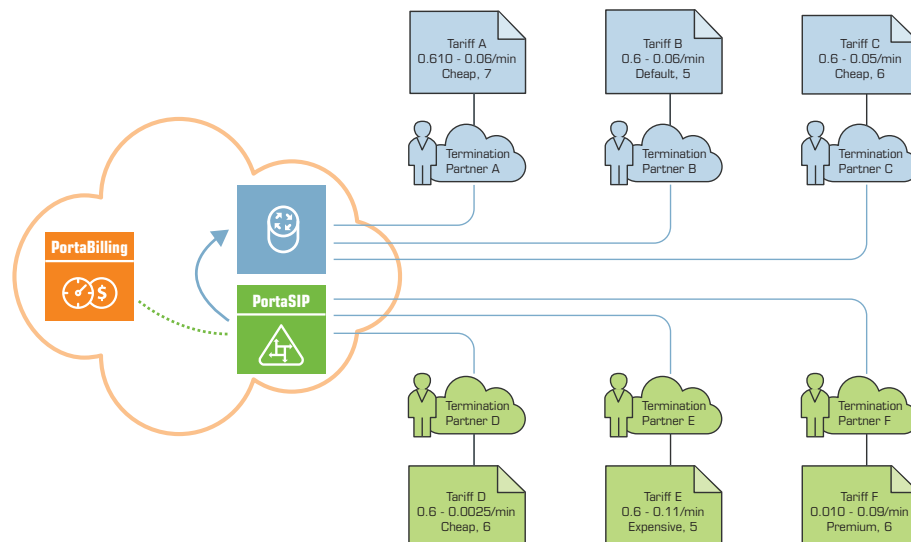 Tariff A
0.610 - 0.06/min
Cheap, 7
Tariff B
0.6 - 0.06/min
Default, 5
Tariff C
0.6 - 0.05/min
Cheap, 6
Termination
Partner A
Termination
Partner B
Termination
Partner C
PortaBilling
$
PortaSIP
Termination
Partner D
Termination
Partner E
Termination
Partner F
Tariff D
0.6 - 0.0025/min
Cheap, 6
Tariff E
0.6 - 0.11/min
Expensive, 5
Tariff F
0.010 - 0.09/min
Premium, 6